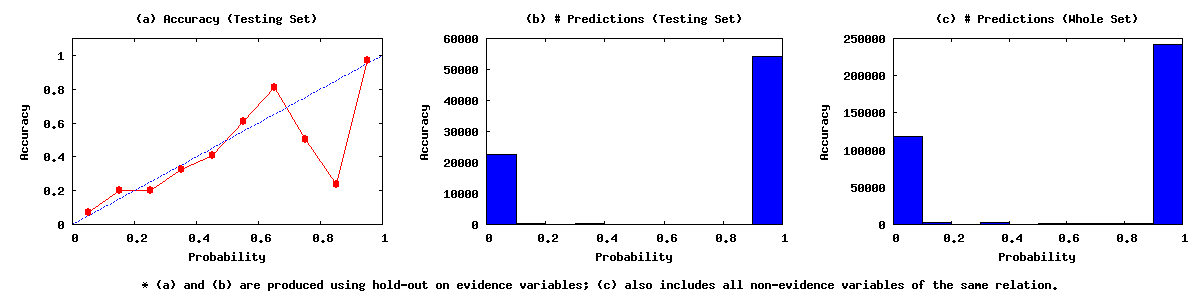 (a) Accuracy (Testing Set)
(b) # Predictions (Testing Set)
(c) # Predictions (Whole Set)
Accuracy
1
0.8
0.6
0.4
0.2
0
0 0.2 0.4 0.6 0.8 1
Probability
Accuracy
60000
50000
40000
30000
20000
10000
0
0 0.2 0.4 0.6 0.8 1
Probability
Accuracy
250000
200000
150000
100000
50000
0
0 0.2 0.4 0.6 0.8 1
Probability
* (a) and (b) are produced using hold-out on evidence variables; (c) also includes all non-evidence variables of the same relation.